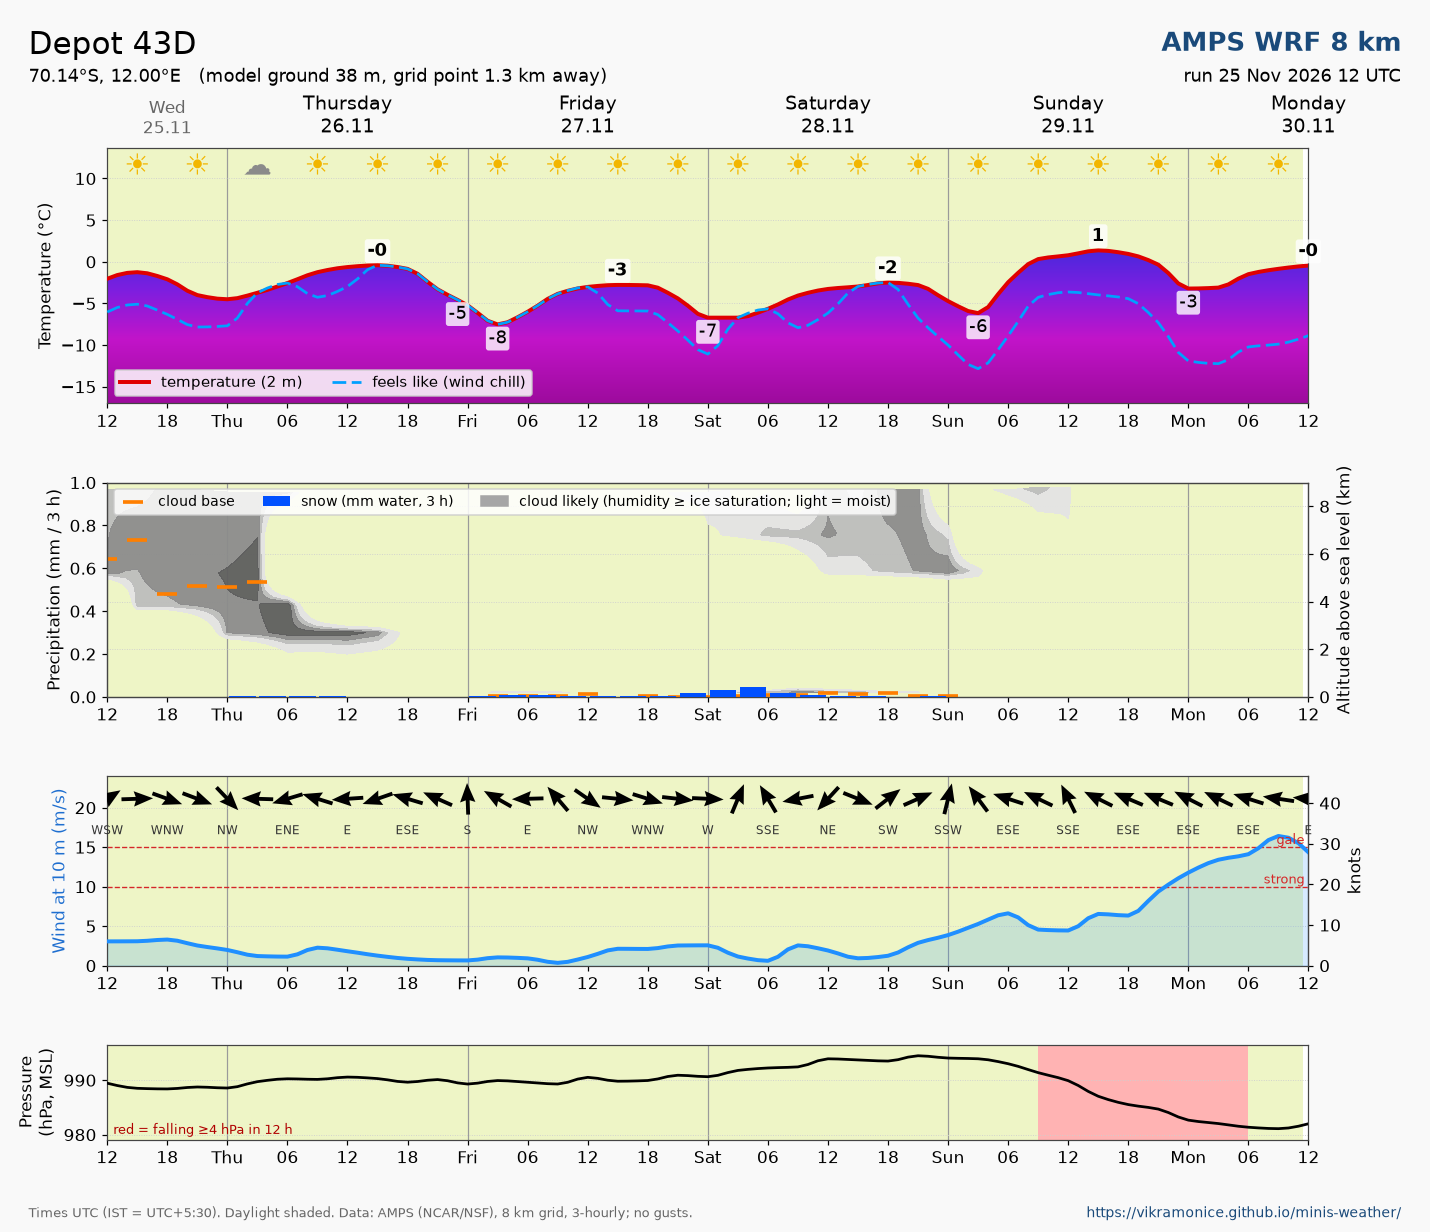 Depot 43D
AMPS WRF 8 km
70.14°S, 12.00°E (model ground 38 m, grid point 1.3 km away)
run 25 Nov 2026 12 UTC
Wed Thursday Friday Saturday Sunday Monday
25.11 26.11 27.11 28.11 29.11 30.11
Temperature (°C)
10
5
0
−5
−10
−15
-0 -5 -8 -3 -7 -2 -6 1 -3 -0
temperature (2 m) feels like (wind chill)
12 18 Thu 06 12 18 Fri 06 12 18 Sat 06 12 18 Sun 06 12 18 Mon 06 12
Precipitation (mm / 3 h)
1.0
0.8
0.6
0.4
0.2
0.0
cloud base snow (mm water, 3 h) cloud likely (humidity ≥ ice saturation; light = moist)
8
6
4
2
0
Altitude above sea level (km)
12 18 Thu 06 12 18 Fri 06 12 18 Sat 06 12 18 Sun 06 12 18 Mon 06 12
Wind at 10 m (m/s)
20
15
10
5
0
WSW WNW NW ENE E ESE S E NW WNW W SSE NE SW SSW ESE SSE ESE ESE ESE E
gale
strong
40
30
20
10
0
knots
12 18 Thu 06 12 18 Fri 06 12 18 Sat 06 12 18 Sun 06 12 18 Mon 06 12
Pressure
(hPa, MSL)
990
980
red = falling ≥4 hPa in 12 h
12 18 Thu 06 12 18 Fri 06 12 18 Sat 06 12 18 Sun 06 12 18 Mon 06 12
Times UTC (IST = UTC+5:30). Daylight shaded. Data: AMPS (NCAR/NSF), 8 km grid, 3-hourly; no gusts.
https://vikramonice.github.io/minis-weather/